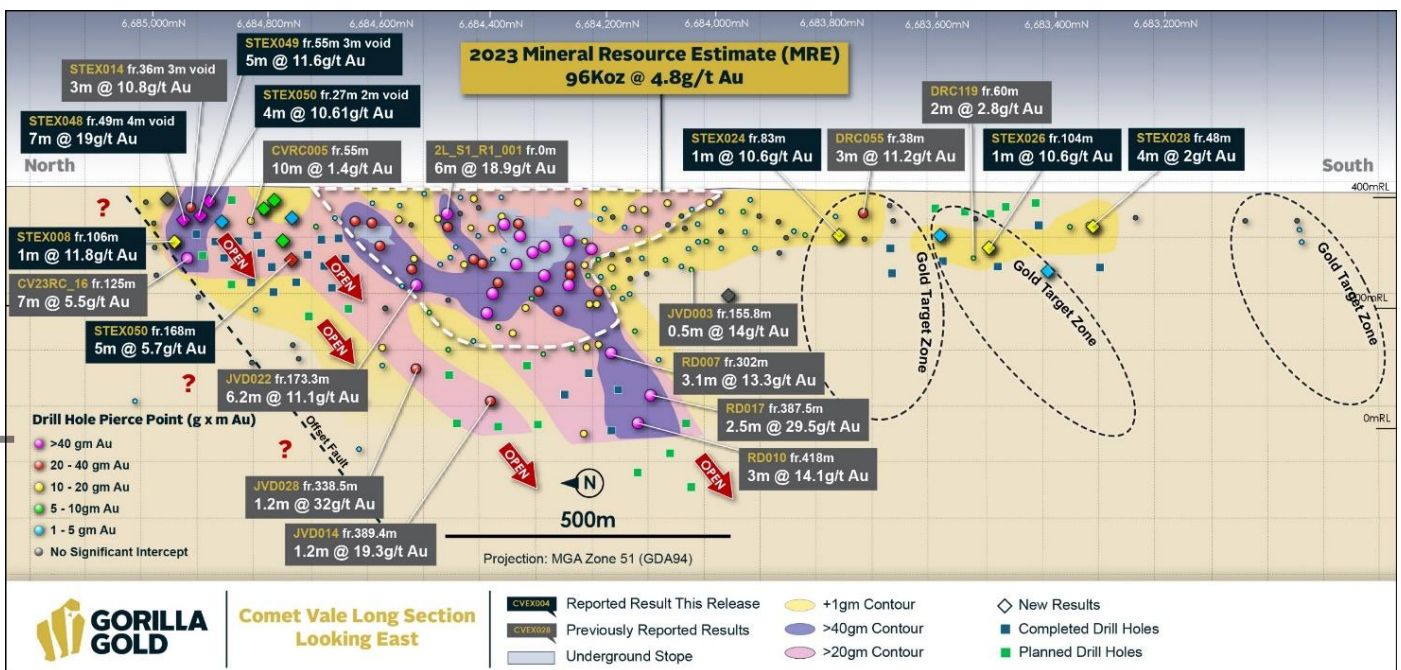 6,685,000mN
6,684,800mN
6,684,600mN
6,684,400mN
6,684,200mN
6,684,000mN
6,683,800mN
6,683,600mN
6,683,400mN
6,683,200mN
STEX049 fr.55m 3m void
5m @ 11.6g/t Au
STEX014 fr.36m 3m void
3m @ 10.8g/t Au
STEX050 fr.27m 2m void
4m @ 10.61g/t Au
STEX048 fr.49m 4m void
7m @ 19g/t Au
CVRC005 fr.55m
10m @ 1.4g/t Au
2L_S1_R1_001 fr.0m
6m @ 18.9g/t Au
2023 Mineral Resource Estimate (MRE)
96Koz @ 4.8g/t Au
STEX024 fr.83m
1m @ 10.6g/t Au
DRC055 fr.38m
3m @ 11.2g/t Au
DRC119 fr.60m
2m @ 2.8g/t Au
STEX026 fr.104m
1m @ 10.6g/t Au
STEX028 fr.48m
4m @ 2g/t Au
North
South
400mRL
?
STEX008 fr.106m
1m @ 11.8g/t Au
CV23RC_16 fr.125m
7m @ 5.5g/t Au
STEX050 fr.168m
5m @ 5.7g/t Au
OPEN
OPEN
OPEN
JVD003 fr.155.8m
0.5m @ 14g/t Au
Gold Target Zone
Gold Target Zone
Gold Target Zone
00mRL
RD007 fr.302m
3.1m @ 13.3g/t Au
JVD022 fr.173.3m
6.2m @ 11.1g/t Au
?
RD017 fr.387.5m
2.5m @ 29.5g/t Au
0mRL
RD010 fr.418m
3m @ 14.1g/t Au
Offset Fault
?
OPEN
OPEN
JVD028 fr.338.5m
1.2m @ 32g/t Au
JVD014 fr.389.4m
1.2m @ 19.3g/t Au
N
500m
Projection: MGA Zone 51 (GDA94)
Drill Hole Pierce Point (g x m Au)
>40 gm Au
20 - 40 gm Au
10 - 20 gm Au
5 - 10gm Au
1 - 5 gm Au
No Significant Intercept
GORILLA
GOLD
Comet Vale Long Section
Looking East
CVEX004 Reported Result This Release
CVEX028 Previously Reported Results
Underground Stope
+1gm Contour
>40gm Contour
>20gm Contour
New Results
Completed Drill Holes
Planned Drill Holes